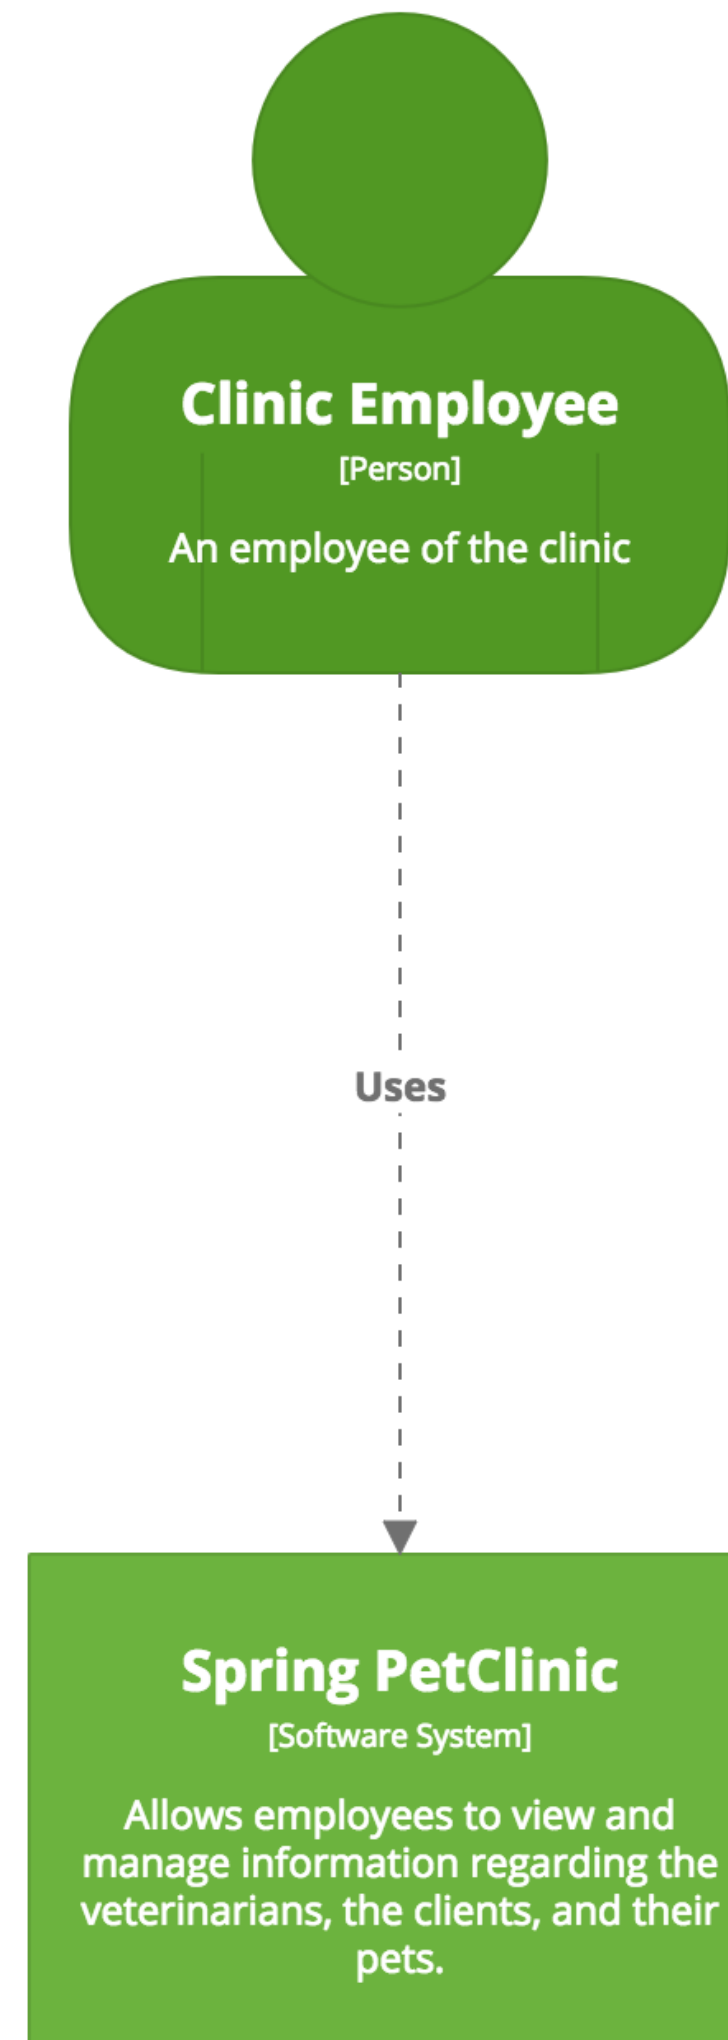 Clinic Employee
[Person]
An employee of the clinic
Uses
Spring PetClinic
[Software System]
Allows employees to view and
manage information regarding the
veterinarians, the clients, and their
pets.